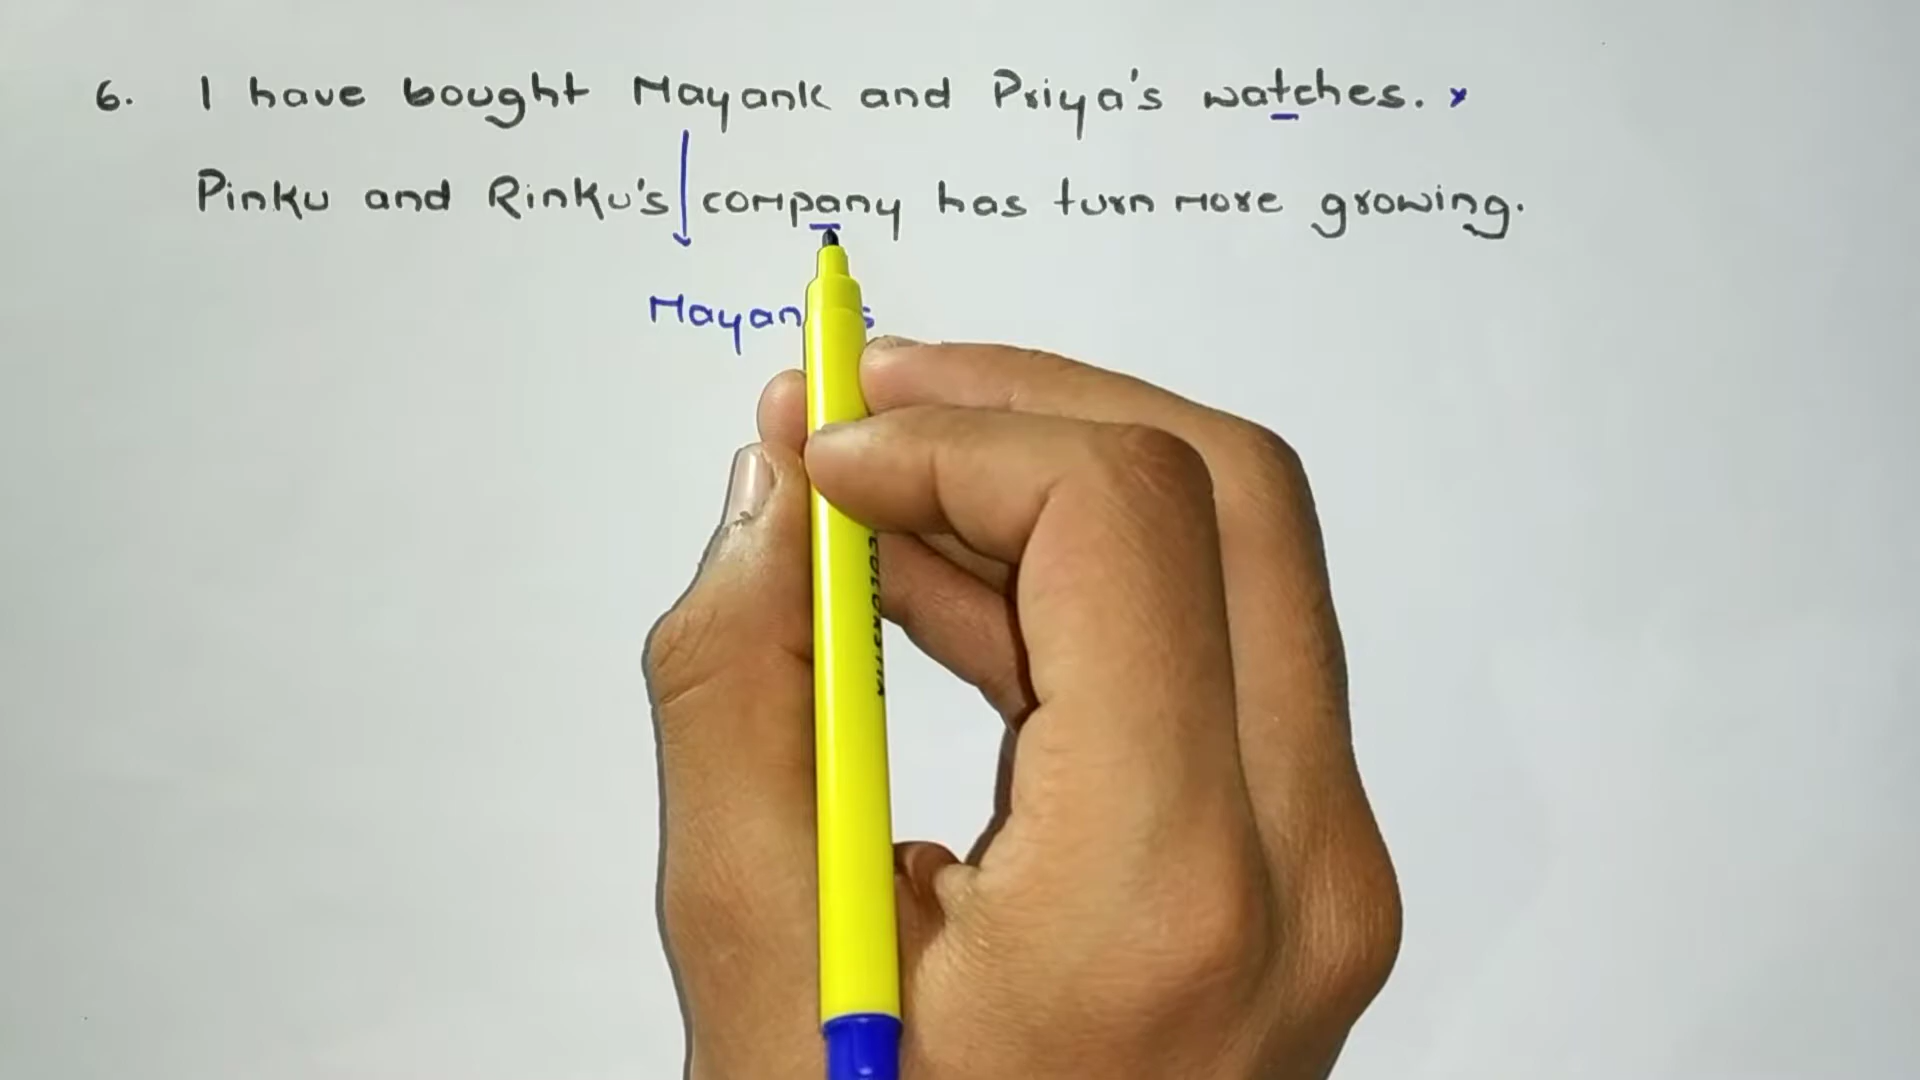 6. I have bought Mayank and Priya's watches. x
Pinku and Rinku's company has turn more growing.